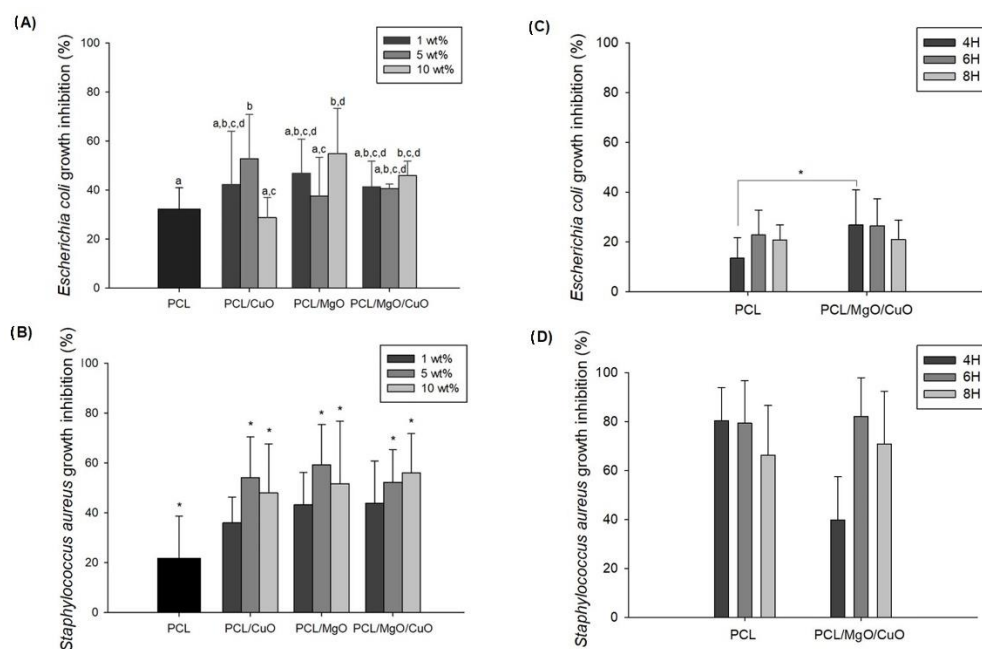 (A)
Escherichia coli growth inhibition (%)
100
80
60
40
20
0
1 wt%
5 wt%
10 wt%
a
a,b,c,d
b
a,c
a,b,c,d
a,c
b,d
a,b,c,d
a,b,c,d
b,c,d
PCL
PCL/CuO
PCL/MgO
PCL/MgO/CuO
(B)
Staphylococcus aureus growth inhibition (%)
100
80
60
40
20
0
1 wt%
5 wt%
10 wt%
*
* *
* *
* *
PCL
PCL/CuO
PCL/MgO
PCL/MgO/CuO
(C)
Escherichia coli growth inhibition (%)
100
80
60
40
20
0
4H
6H
8H
*
PCL
PCL/MgO/CuO
(D)
Staphylococcus aureus growth inhibition (%)
100
80
60
40
20
0
4H
6H
8H
PCL
PCL/MgO/CuO